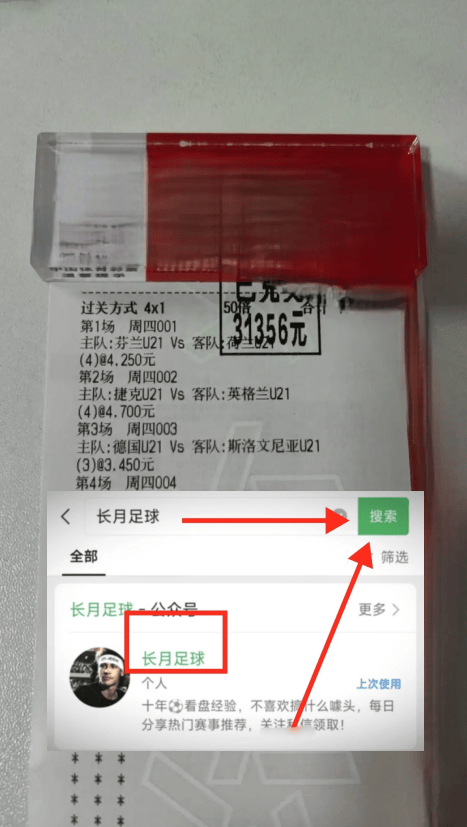 已兑奖
过关方式 4x1 50倍 合计
31356元
第1场 周四001
主队:芬兰U21 Vs 客队:荷兰U21
(4)@4.250元
第2场 周四002
主队:捷克U21 Vs 客队:英格兰U21
(4)@4.700元
第3场 周四003
主队:德国U21 Vs 客队:斯洛文尼亚U21
(3)@3.450元
第4场 周四004
长月足球
搜索
全部
筛选
长月足球 - 公众号
更多
长月足球
个人
上次使用
十年⚽看盘经验，不喜欢搞什么噱头，每日
分享热门赛事推荐，关注私信领取！
* * *
* * *
* * *
* * *